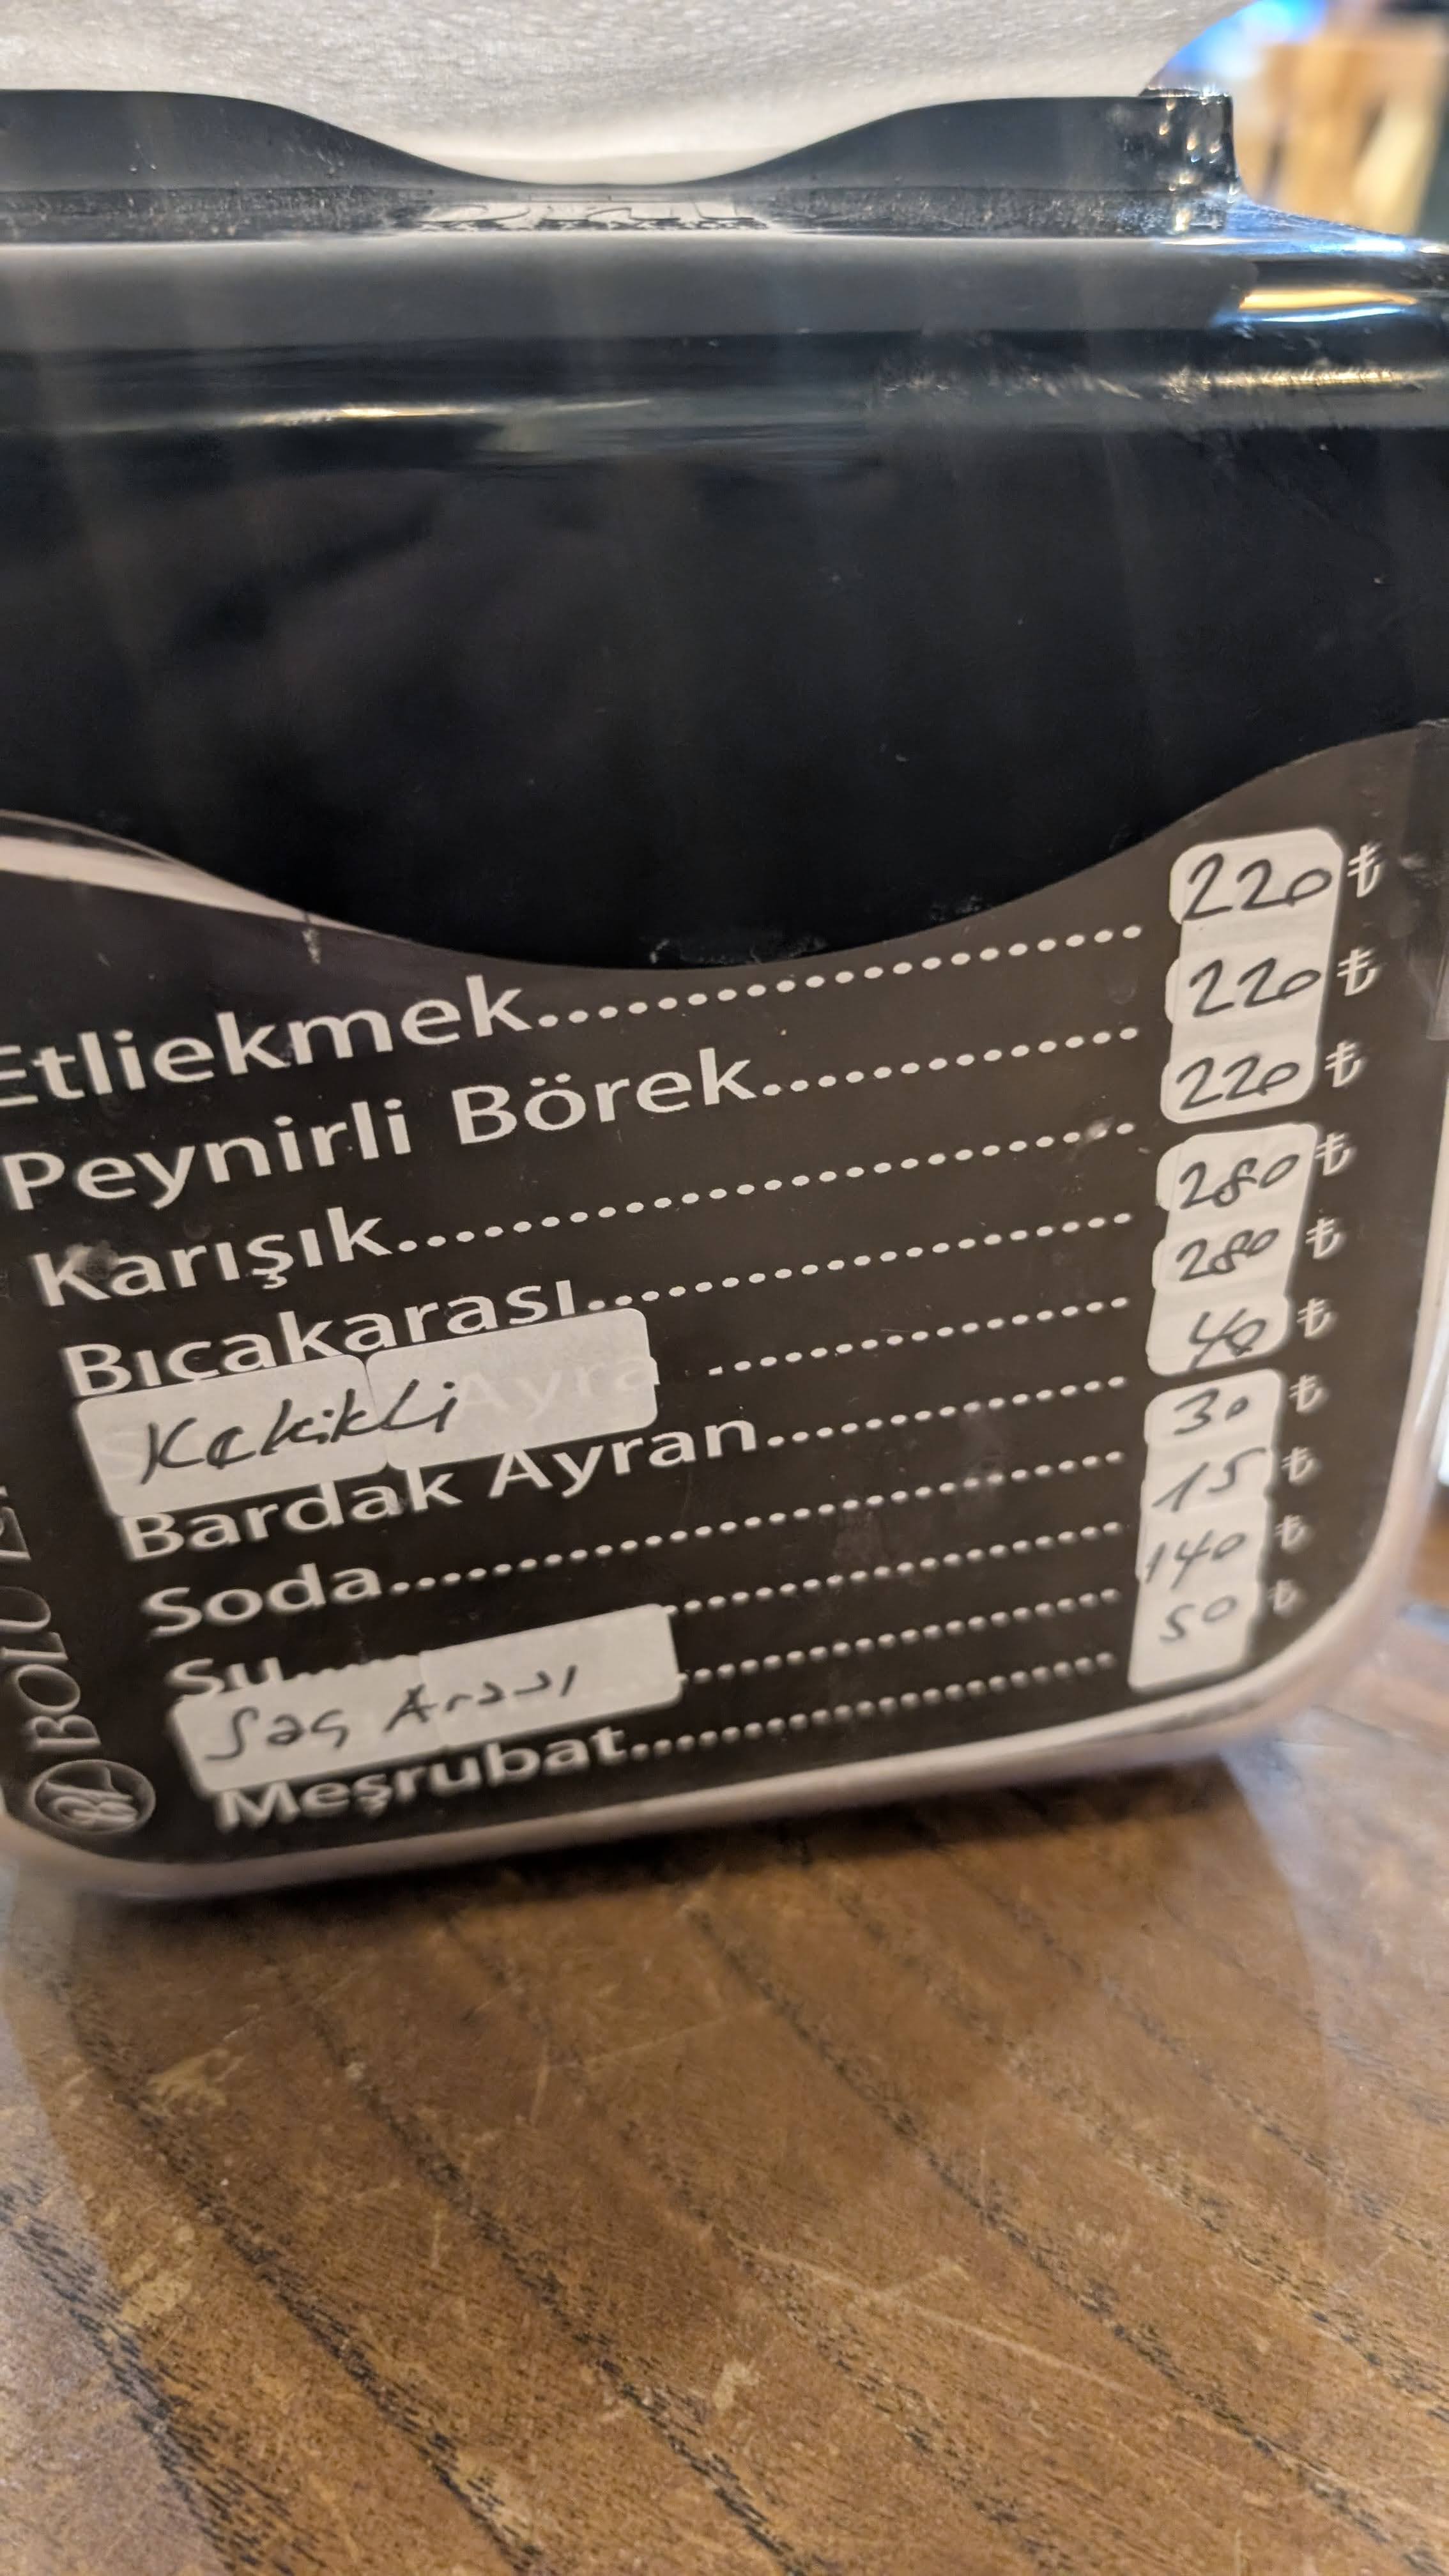 Etliekmek.......................................... 220 ₺
Peynirli Börek........................... 220 ₺
Karışık..................................................... 220 ₺
Bıçakarası...................................... 280 ₺
Kekikli .............................. 280 ₺
Bardak Ayran......................... 40 ₺
Soda.................................................... 30 ₺
Su....... ................................ 15 ₺
Saç Arası ................................ 140 ₺
Meşrubat................................... 50 ₺
BOLU